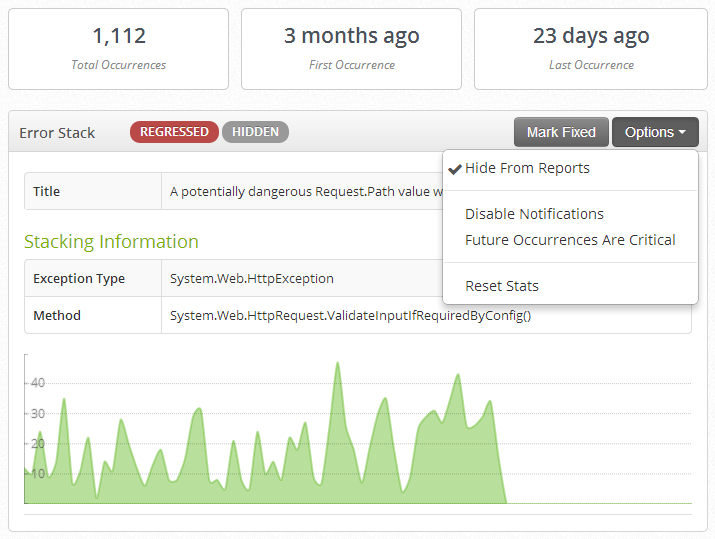 1,112
Total Occurrences
3 months ago
First Occurrence
23 days ago
Last Occurrence
Error Stack
REGRESSED
HIDDEN
Mark Fixed
Options
Hide From Reports
Disable Notifications
Future Occurrences Are Critical
Reset Stats
Title
A potentially dangerous Request.Path value w
Stacking Information
Exception Type
System.Web.HttpException
Method
System.Web.HttpRequest.ValidateInputIfRequiredByConfig()
40
30
20
10